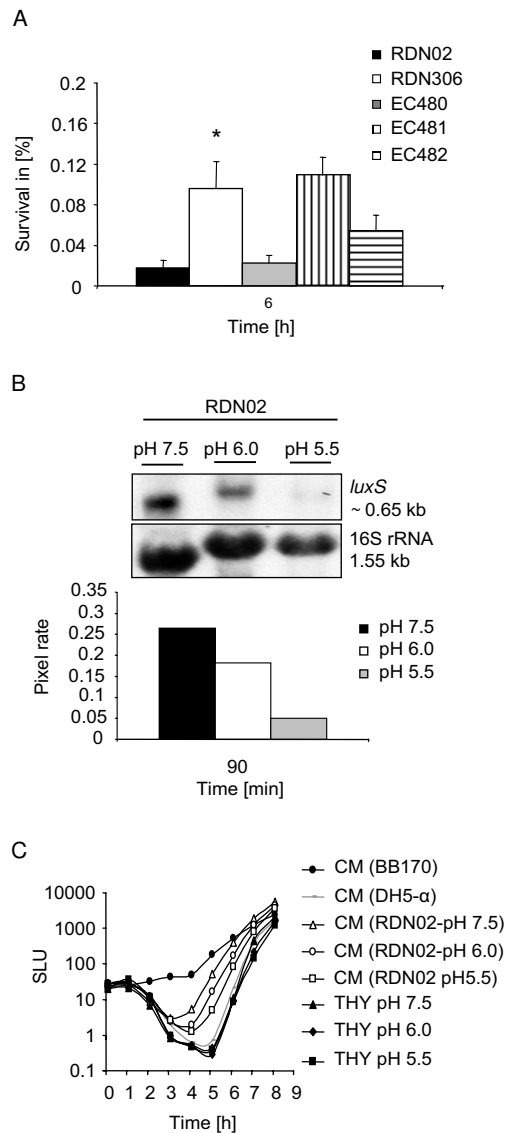 A
RDN02
RDN306
EC480
EC481
EC482
0.2
0.16
0.12
0.08
0.04
0
*
Survival in [%]
6
Time [h]
B
RDN02
pH 7.5 pH 6.0 pH 5.5
luxS
~ 0.65 kb
16S rRNA
1.55 kb
0.35
0.3
0.25
0.2
0.15
0.1
0.05
0
Pixel rate
pH 7.5
pH 6.0
pH 5.5
90
Time [min]
C
10000
1000
100
10
1
0.1
SLU
0 1 2 3 4 5 6 7 8 9
Time [h]
CM (BB170)
CM (DH5-α)
CM (RDN02-pH 7.5)
CM (RDN02-pH 6.0)
CM (RDN02 pH5.5)
THY pH 7.5
THY pH 6.0
THY pH 5.5